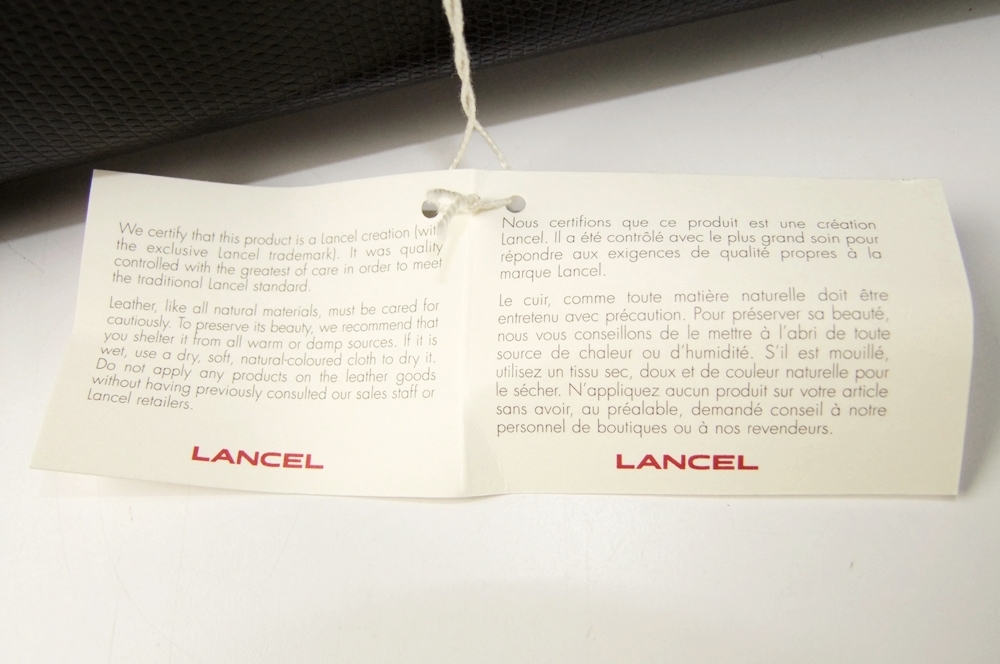 We certify that this product is a Lancel creation (with
the exclusive Lancel trademark). It was quality
controlled with the greatest of care in order to meet
the traditional Lancel standard.
Leather, like all natural materials, must be cared for
cautiously. To preserve its beauty, we recommend that
you shelter it from all warm or damp sources. If it is
wet, use a dry, soft, natural-coloured cloth to dry it.
Do not apply any products on the leather goods
without having previously consulted our sales staff or
Lancel retailers.
LANCEL
Nous certifions que ce produit est une création
Lancel. Il a été contrôlé avec le plus grand soin pour
répondre aux exigences de qualité propres à la
marque Lancel.
Le cuir, comme toute matière naturelle doit être
entretenu avec précaution. Pour préserver sa beauté,
nous vous conseillons de le mettre à l'abri de toute
source de chaleur ou d'humidité. S'il est mouillé,
utilisez un tissu sec, doux et de couleur naturelle pour
le sécher. N'appliquez aucun produit sur votre article
sans avoir, au préalable, demandé conseil à notre
personnel de boutiques ou à nos revendeurs.
LANCEL